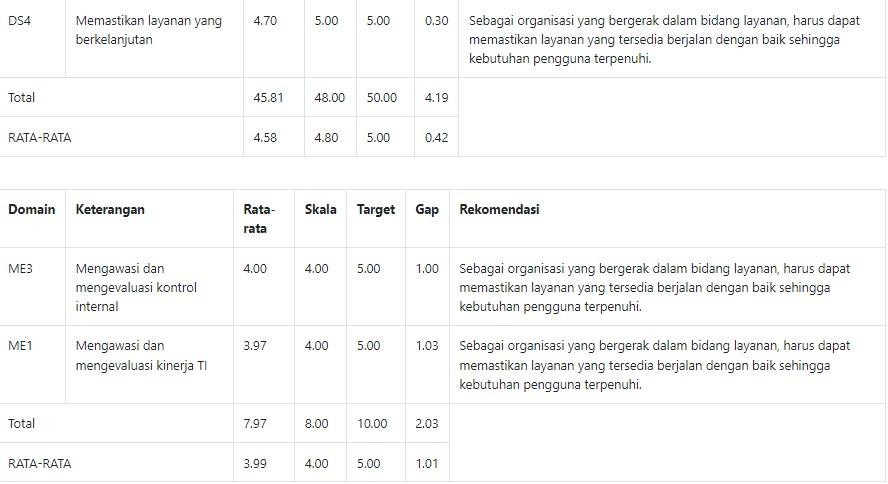 DS4 Memastikan layanan yang 4.70 5.00 5.00 0.30 Sebagai organisasi yang bergerak dalam bidang layanan, harus dapat
berkelanjutan memastikan layanan yang tersedia berjalan dengan baik sehingga
kebutuhan pengguna terpenuhi.
Total 45.81 48.00 50.00 4.19
RATA-RATA 4.58 4.80 5.00 0.42
Domain Keterangan Rata- Skala Target Gap Rekomendasi
rata
ME3 Mengawasi dan 4.00 4.00 5.00 1.00 Sebagai organisasi yang bergerak dalam bidang layanan, harus dapat
mengevaluasi kontrol memastikan layanan yang tersedia berjalan dengan baik sehingga
internal kebutuhan pengguna terpenuhi.
ME1 Mengawasi dan 3.97 4.00 5.00 1.03 Sebagai organisasi yang bergerak dalam bidang layanan, harus dapat
mengevaluasi kinerja TI memastikan layanan yang tersedia berjalan dengan baik sehingga
kebutuhan pengguna terpenuhi.
Total 7.97 8.00 10.00 2.03
RATA-RATA 3.99 4.00 5.00 1.01